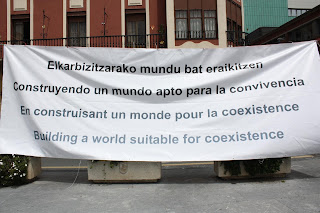 Elkarbizitzarako mundu bat eraikitzen
Construyendo un mundo apto para la convivencia
En construisant un monde pour la coexistence
Building a world suitable for coexistence